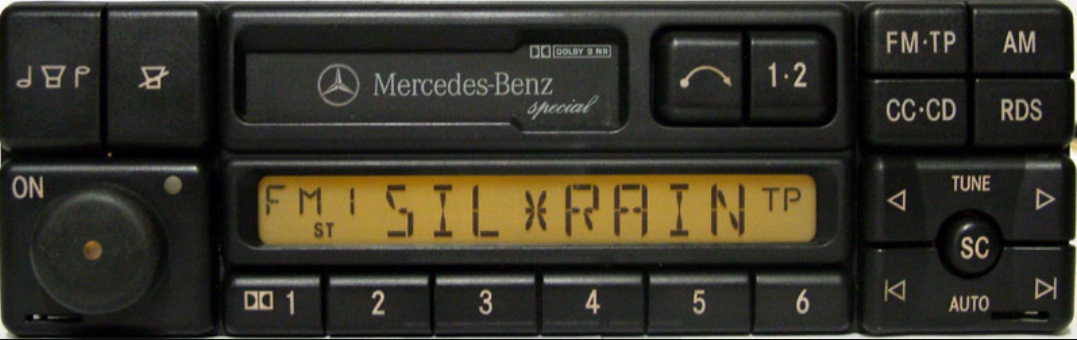 DOLBY B NR
Mercedes-Benz
special
1·2
FM·TP
AM
CC·CD
RDS
ON
FM1
ST
SIL*RAIN
TP
TUNE
SC
AUTO
1
2
3
4
5
6